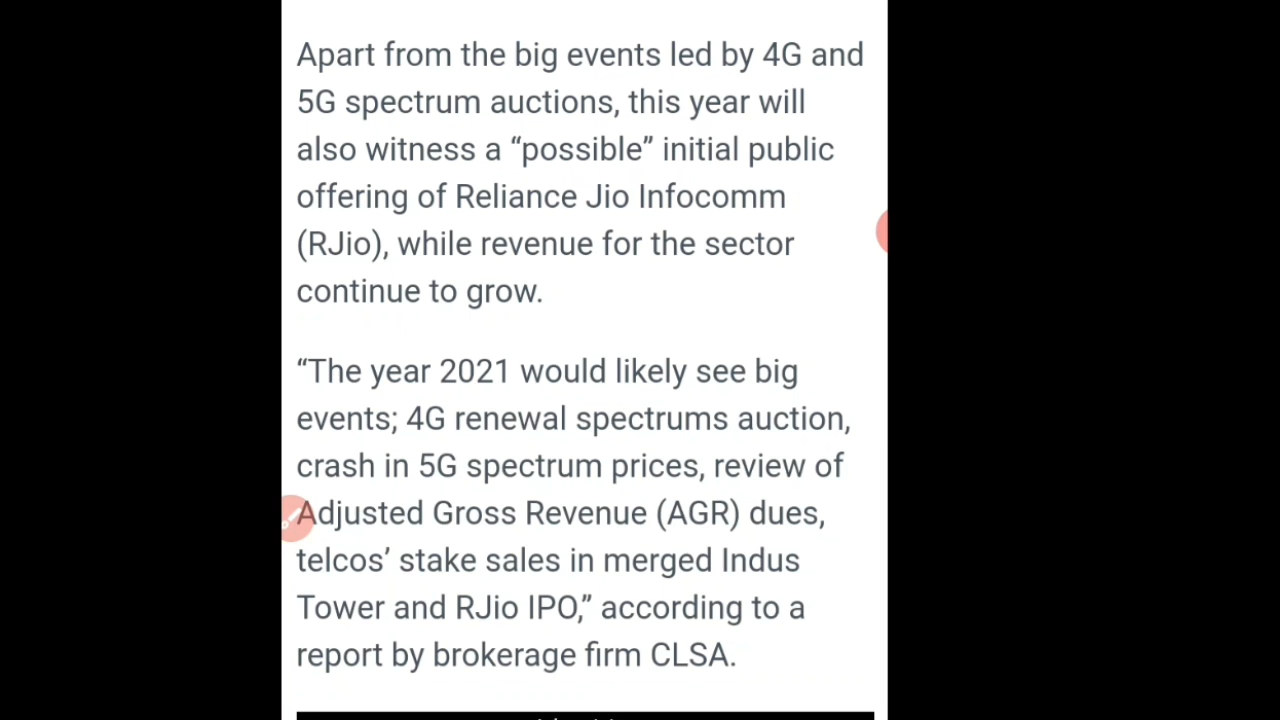 Apart from the big events led by 4G and
5G spectrum auctions, this year will
also witness a “possible” initial public
offering of Reliance Jio Infocomm
(RJio), while revenue for the sector
continue to grow.
“The year 2021 would likely see big
events; 4G renewal spectrums auction,
crash in 5G spectrum prices, review of
Adjusted Gross Revenue (AGR) dues,
telcos’ stake sales in merged Indus
Tower and RJio IPO,” according to a
report by brokerage firm CLSA.